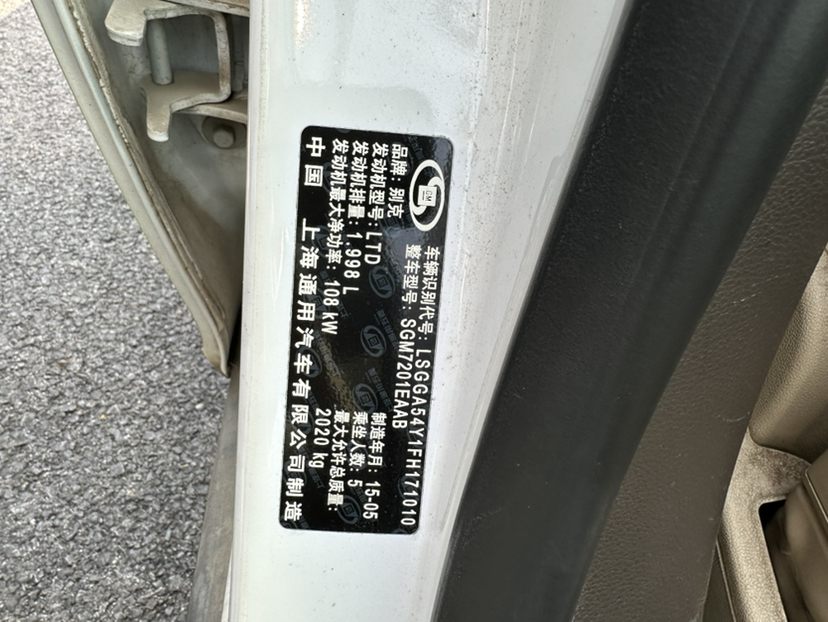 GM
车辆识别代号: LSGGA54Y1FH171010
整车型号: SGM7201EAAB
品牌: 别克
发动机型号: LTD
发动机排量: 1.998 L
发动机最大净功率: 108 kW
制造年月: 15-05
乘坐人数: 5
最大允许总质量:
2020 kg
中国 上海通用汽车有限公司制造